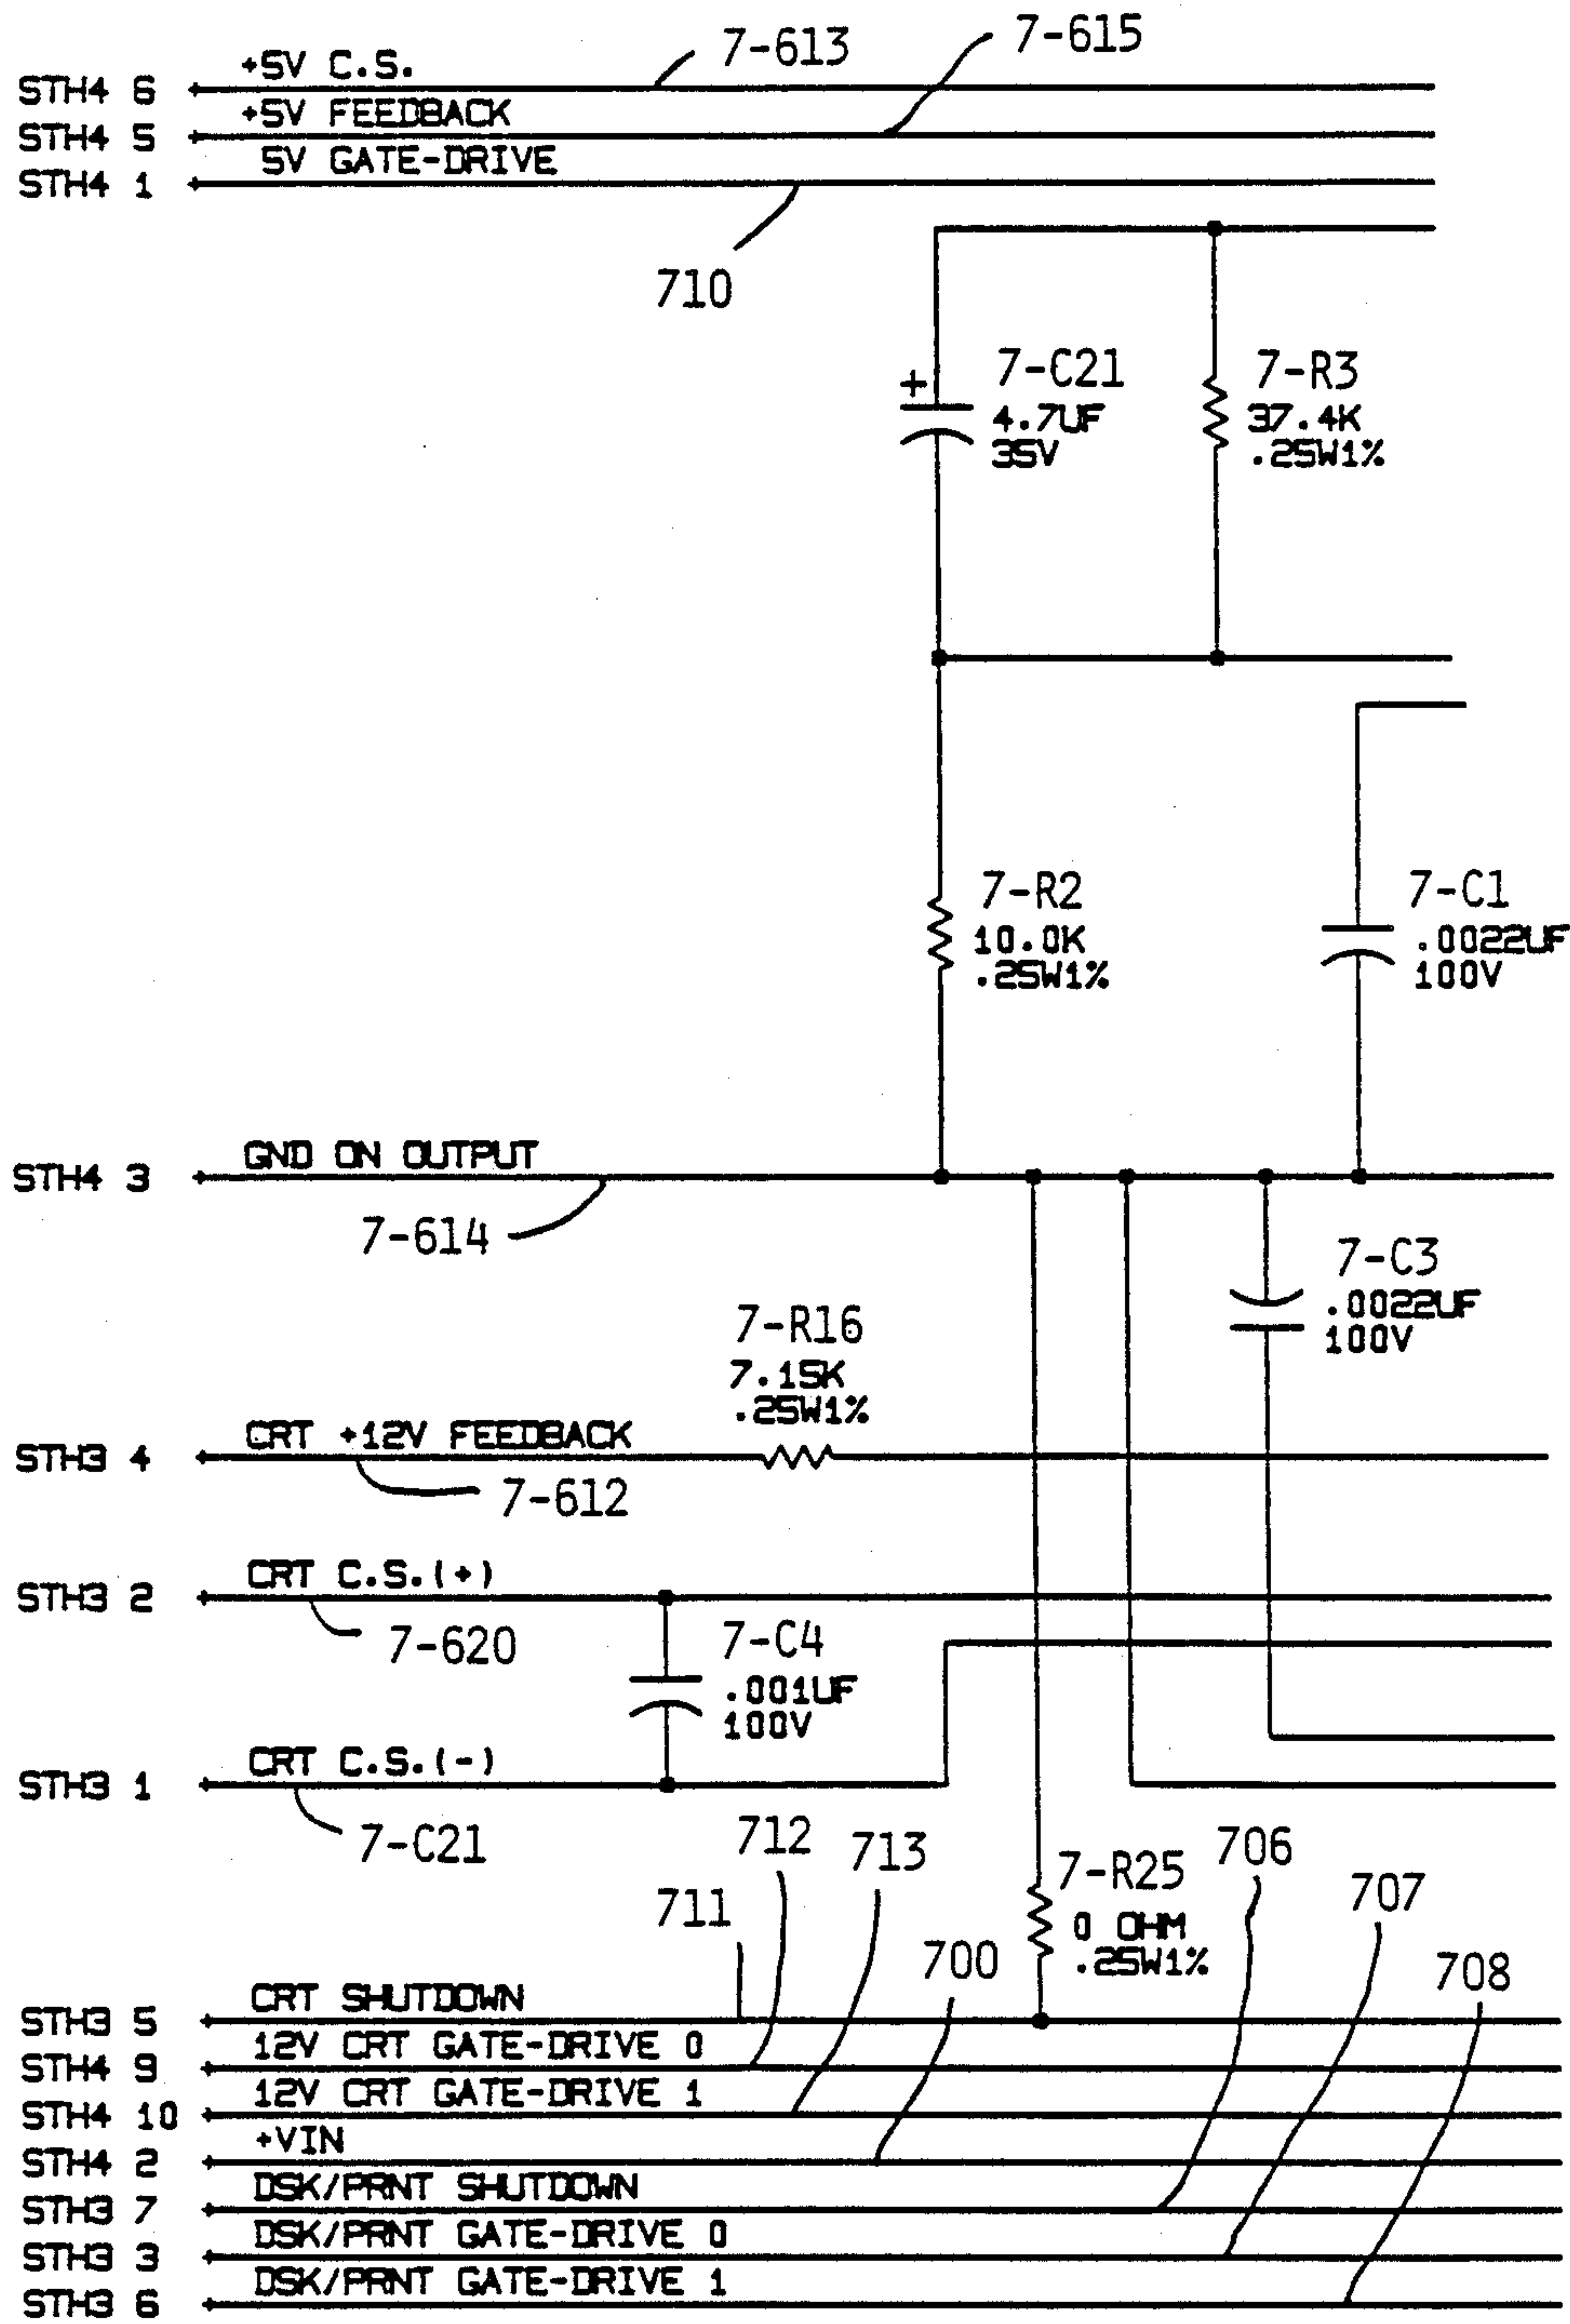 7-613
7-615
STH4 6 +5V C.S.
STH4 5 +5V FEEDBACK
STH4 1 5V GATE-DRIVE
710
7-C21
4.7UF
35V
+
7-R3
37.4K
.25W1%
7-R2
10.0K
.25W1%
7-C1
.0022UF
100V
STH4 3 GND ON OUTPUT
7-614
7-C3
.0022UF
100V
7-R16
7.15K
.25W1%
STH3 4 CRT +12V FEEDBACK
7-612
STH3 2 CRT C.S.(+)
7-620
7-C4
.001UF
100V
STH3 1 CRT C.S.(-)
7-C21
712
713
711
700
7-R25
0 OHM
.25W1%
706
707
708
STH3 5 CRT SHUTDOWN
STH4 9 12V CRT GATE-DRIVE 0
STH4 10 12V CRT GATE-DRIVE 1
STH4 2 +VIN
STH3 7 DSK/PRNT SHUTDOWN
STH3 3 DSK/PRNT GATE-DRIVE 0
STH3 6 DSK/PRNT GATE-DRIVE 1